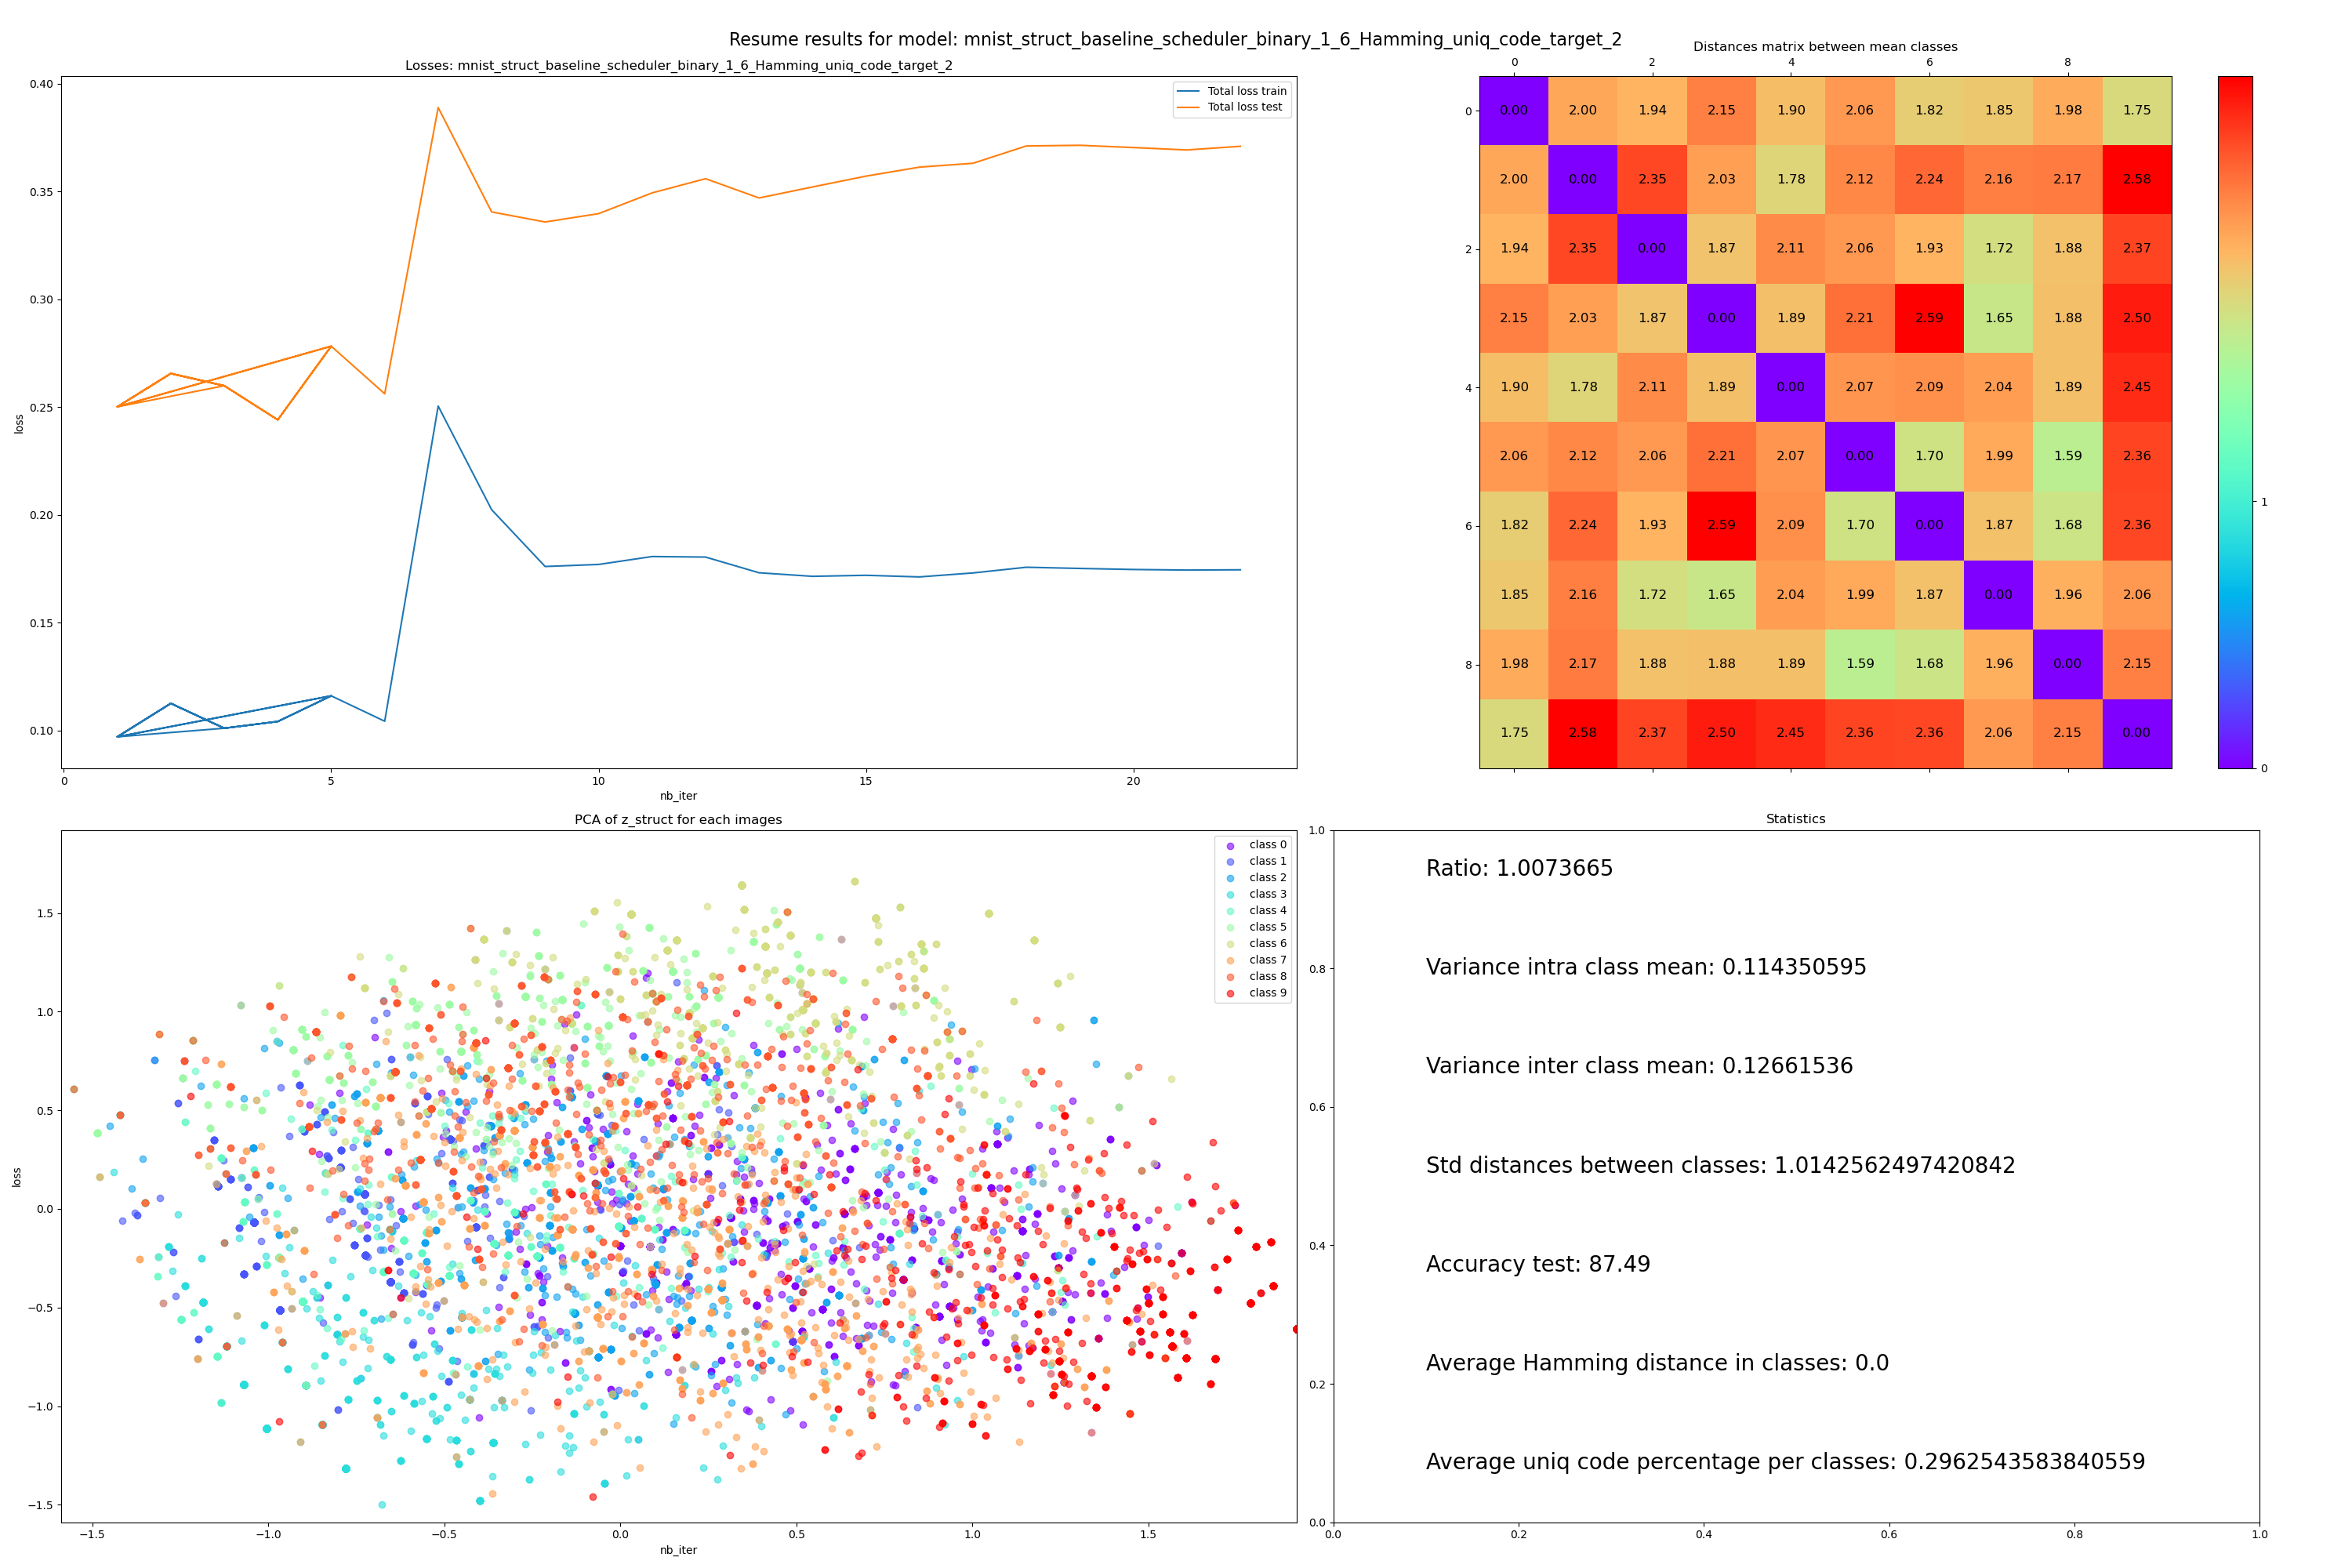 Resume results for model: mnist_struct_baseline_scheduler_binary_1_6_Hamming_uniq_code_target_2
Losses: mnist_struct_baseline_scheduler_binary_1_6_Hamming_uniq_code_target_2
Total loss train
Total loss test
0.40
0.35
0.30
0.25
0.20
0.15
0.10
loss
0 5 10 15 20
nb_iter
Distances matrix between mean classes
0 2 4 6 8
0 0.00 2.00 1.94 2.15 1.90 2.06 1.82 1.85 1.98 1.75
2.00 0.00 2.35 2.03 1.78 2.12 2.24 2.16 2.17 2.58
2 1.94 2.35 0.00 1.87 2.11 2.06 1.93 1.72 1.88 2.37
2.15 2.03 1.87 0.00 1.89 2.21 2.59 1.65 1.88 2.50
4 1.90 1.78 2.11 1.89 0.00 2.07 2.09 2.04 1.89 2.45
2.06 2.12 2.06 2.21 2.07 0.00 1.70 1.99 1.59 2.36
6 1.82 2.24 1.93 2.59 2.09 1.70 0.00 1.87 1.68 2.36
1.85 2.16 1.72 1.65 2.04 1.99 1.87 0.00 1.96 2.06
8 1.98 2.17 1.88 1.88 1.89 1.59 1.68 1.96 0.00 2.15
1.75 2.58 2.37 2.50 2.45 2.36 2.36 2.06 2.15 0.00
1
0
PCA of z_struct for each images
class 0
class 1
class 2
class 3
class 4
class 5
class 6
class 7
class 8
class 9
1.5
1.0
0.5
0.0
−0.5
−1.0
−1.5
loss
−1.5 −1.0 −0.5 0.0 0.5 1.0 1.5
nb_iter
Statistics
1.0
0.8
0.6
0.4
0.2
0.0
Ratio: 1.0073665
Variance intra class mean: 0.114350595
Variance inter class mean: 0.12661536
Std distances between classes: 1.0142562497420842
Accuracy test: 87.49
Average Hamming distance in classes: 0.0
Average uniq code percentage per classes: 0.2962543583840559
0.0 0.2 0.4 0.6 0.8 1.0